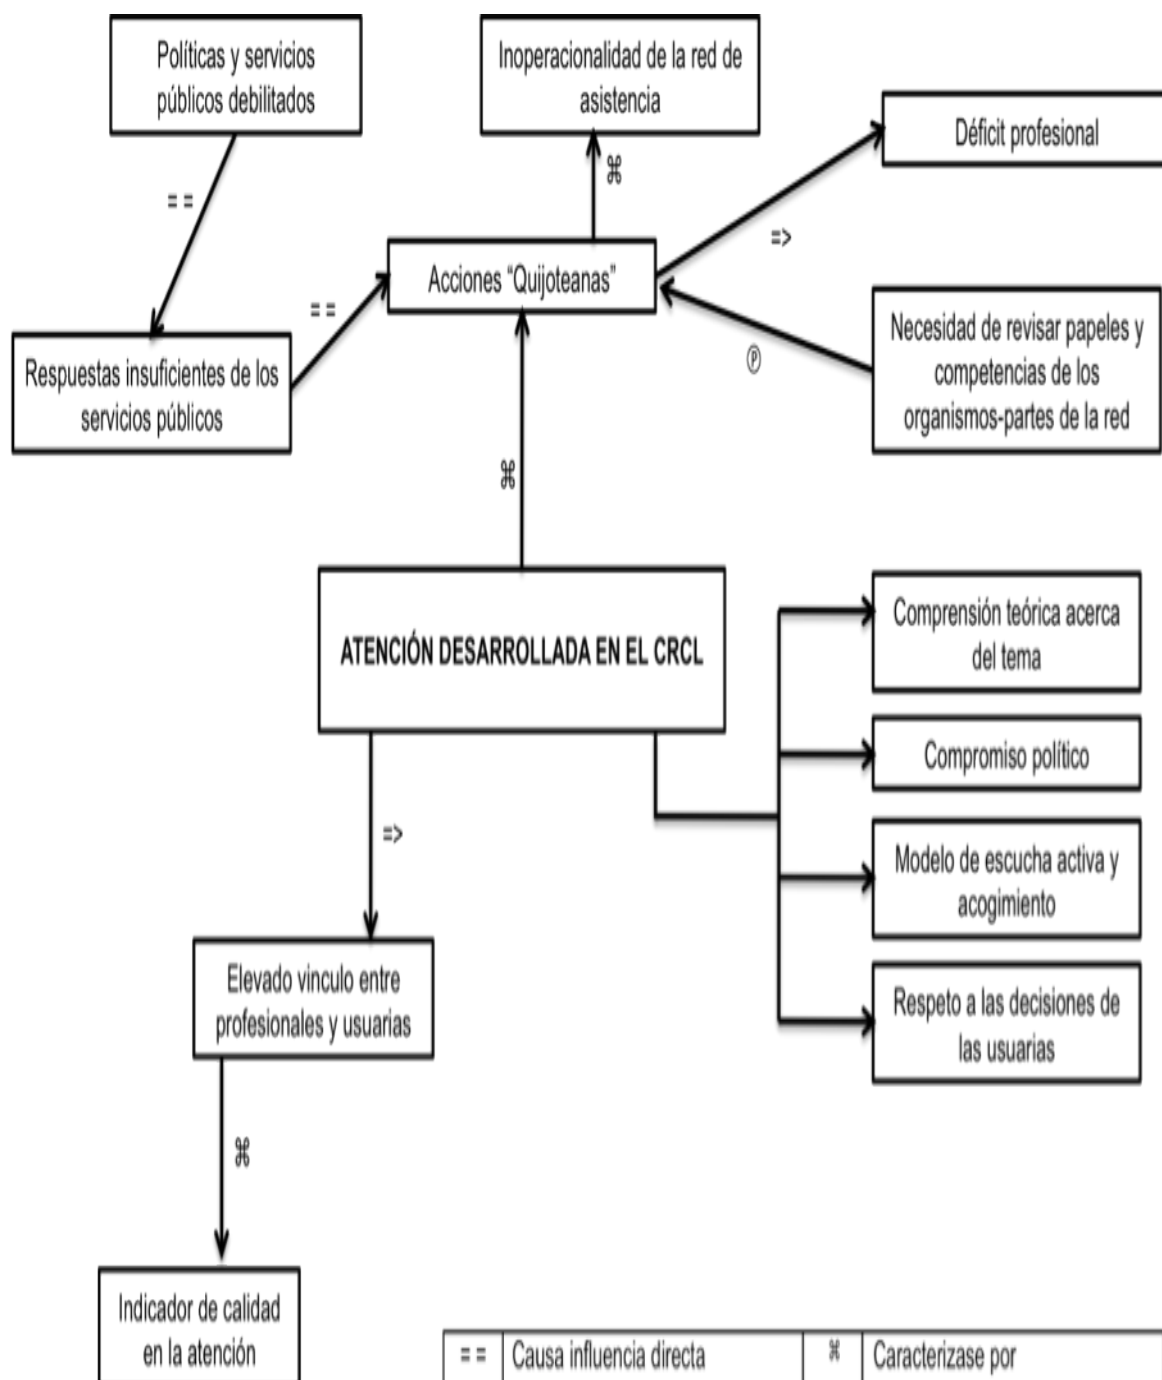 Políticas y servicios
públicos debilitados
Inoperacionalidad de la red de
asistencia
Déficit profesional
⌘
= =
=>
Acciones “Quijoteanas”
= =
Necesidad de revisar papeles y
competencias de los
organismos-partes de la red
Respuestas insuficientes de los
servicios públicos
Ⓟ
⌘
ATENCIÓN DESARROLLADA EN EL CRCL
Comprensión teórica acerca
del tema
Compromiso político
=>
Modelo de escucha activa y
acogimiento
Elevado vinculo entre
profesionales y usuarias
Respeto a las decisiones de
las usuarias
⌘
Indicador de calidad
en la atención
= = Causa influencia directa ⌘ Caracterizase por